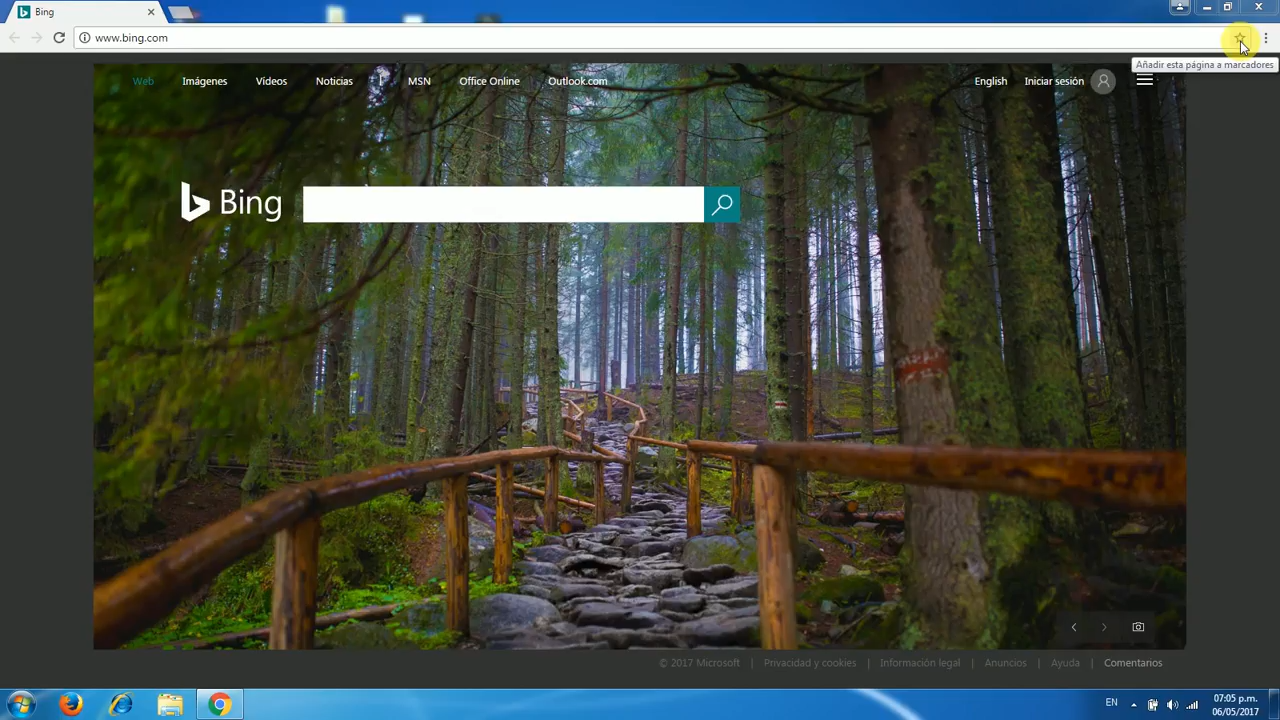 Bing
www.bing.com
Añadir esta página a marcadores
Web Imágenes Vídeos Noticias MSN Office Online Outlook.com English Iniciar sesión
Bing
© 2017 Microsoft | Privacidad y cookies | Información legal | Anuncios | Ayuda | Comentarios
EN 07:05 p.m.
06/05/2017